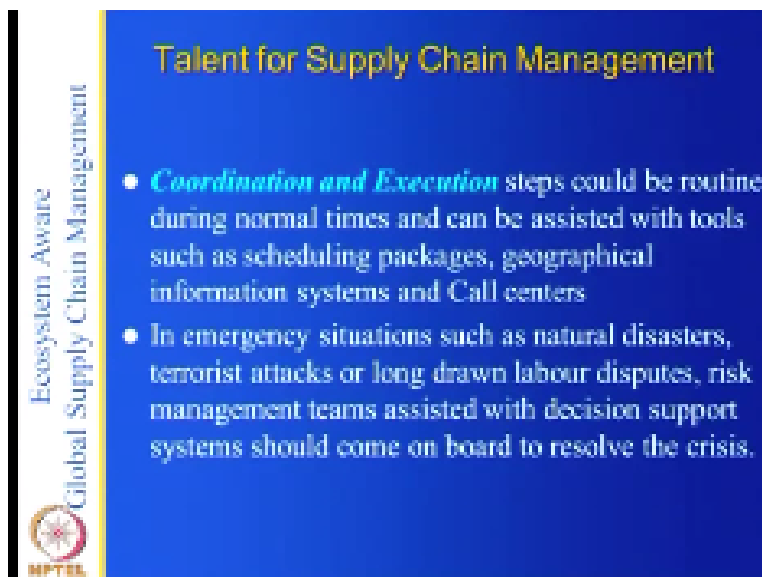 Talent for Supply Chain Management
Ecosystem Aware
Global Supply Chain Management
● Coordination and Execution steps could be routine
during normal times and can be assisted with tools
such as scheduling packages, geographical
information systems and Call centers
● In emergency situations such as natural disasters,
terrorist attacks or long drawn labour disputes, risk
management teams assisted with decision support
systems should come on board to resolve the crisis.
NPTEL